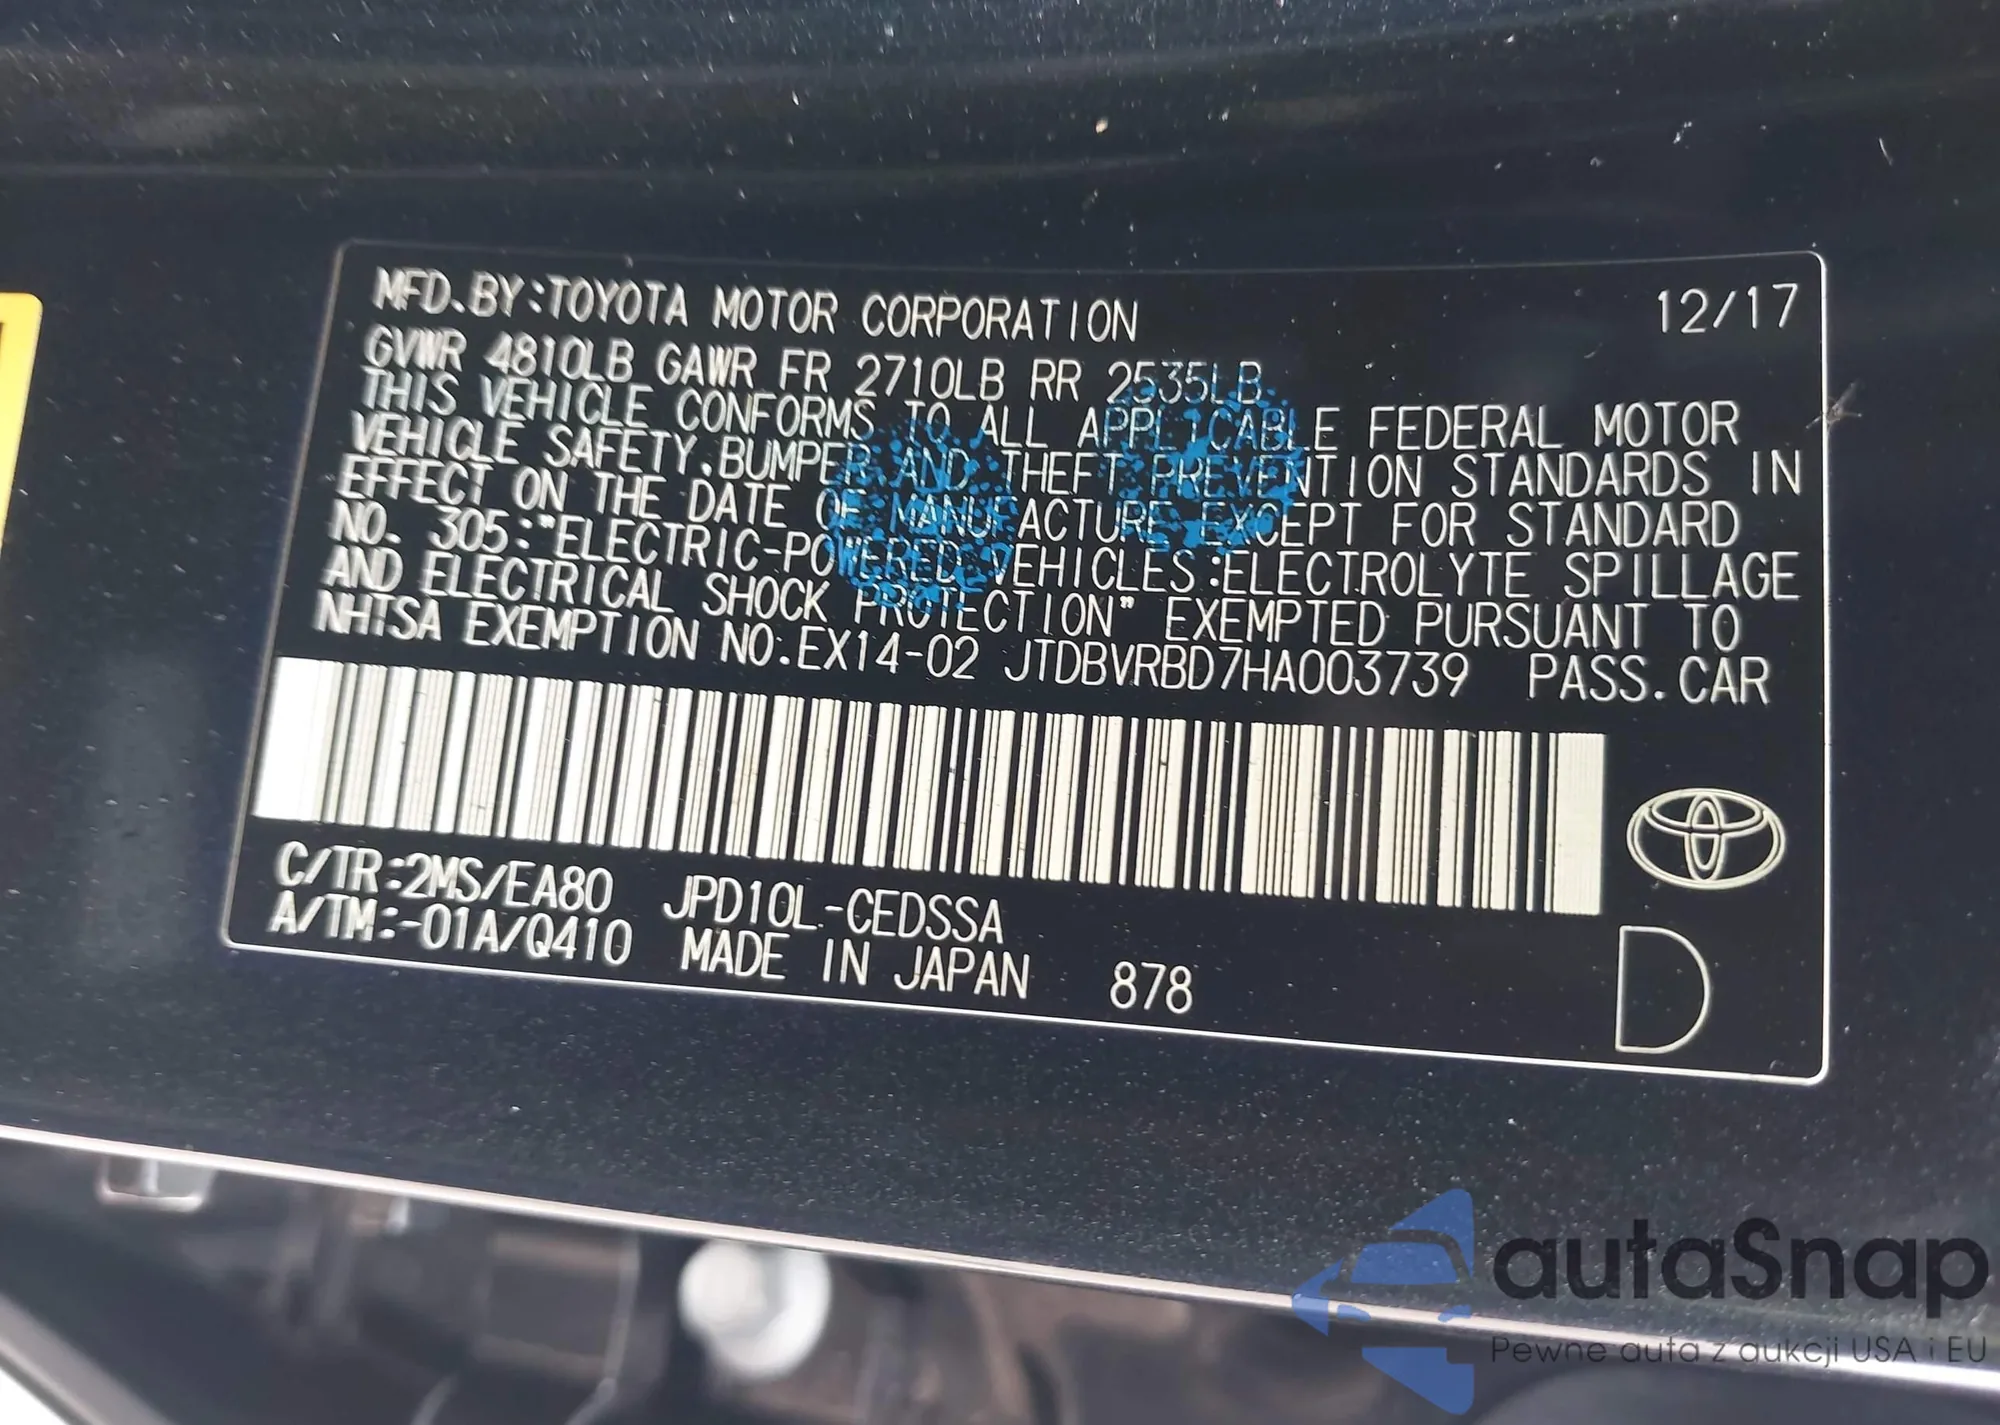 MFD.BY:TOYOTA MOTOR CORPORATION 12/17
GVWR 4810LB GAWR FR 2710LB RR 2535LB
THIS VEHICLE CONFORMS TO ALL APPLICABLE FEDERAL MOTOR
VEHICLE SAFETY,BUMPER AND THEFT PREVENTION STANDARDS IN
EFFECT ON THE DATE OF MANUFACTURE EXCEPT FOR STANDARD
NO. 305:"ELECTRIC-POWERED VEHICLES:ELECTROLYTE SPILLAGE
AND ELECTRICAL SHOCK PROTECTION" EXEMPTED PURSUANT TO
NHTSA EXEMPTION NO.EX14-02 JTDBVRBD7HA003739 PASS.CAR
C/TR:2MS/EA80 JPD10L-CEDSSA
A/TM:-01A/Q410 MADE IN JAPAN 878
D
autaSnap
Pewne auta z aukcji USA i EU